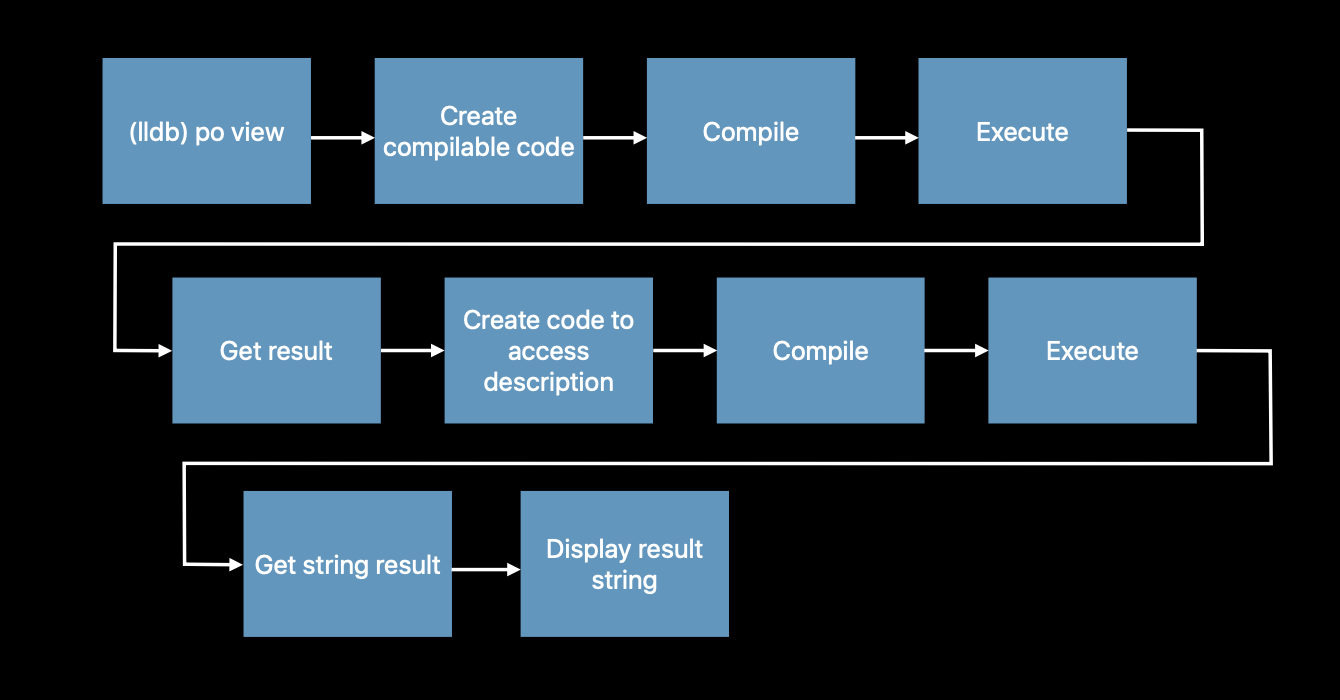 (lldb) po view
Create
compilable code
Compile
Execute
Get result
Create code to
access
description
Compile
Execute
Get string result
Display result
string